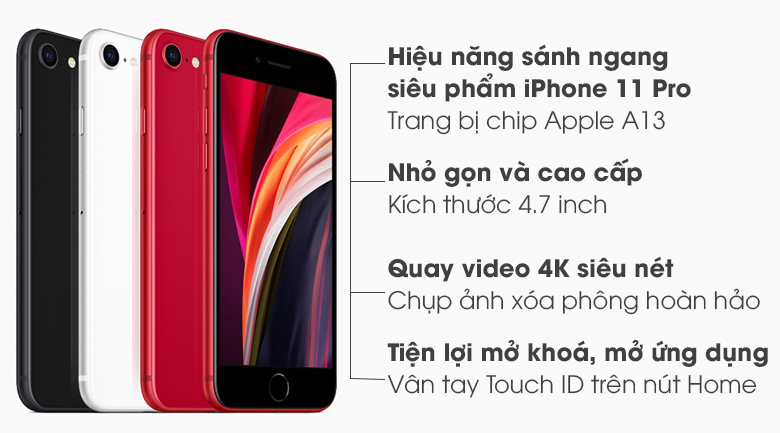 Hiệu năng sánh ngang
siêu phẩm iPhone 11 Pro
Trang bị chip Apple A13
Nhỏ gọn và cao cấp
Kích thước 4.7 inch
Quay video 4K siêu nét
Chụp ảnh xóa phông hoàn hảo
Tiện lợi mở khoá, mở ứng dụng
Vân tay Touch ID trên nút Home